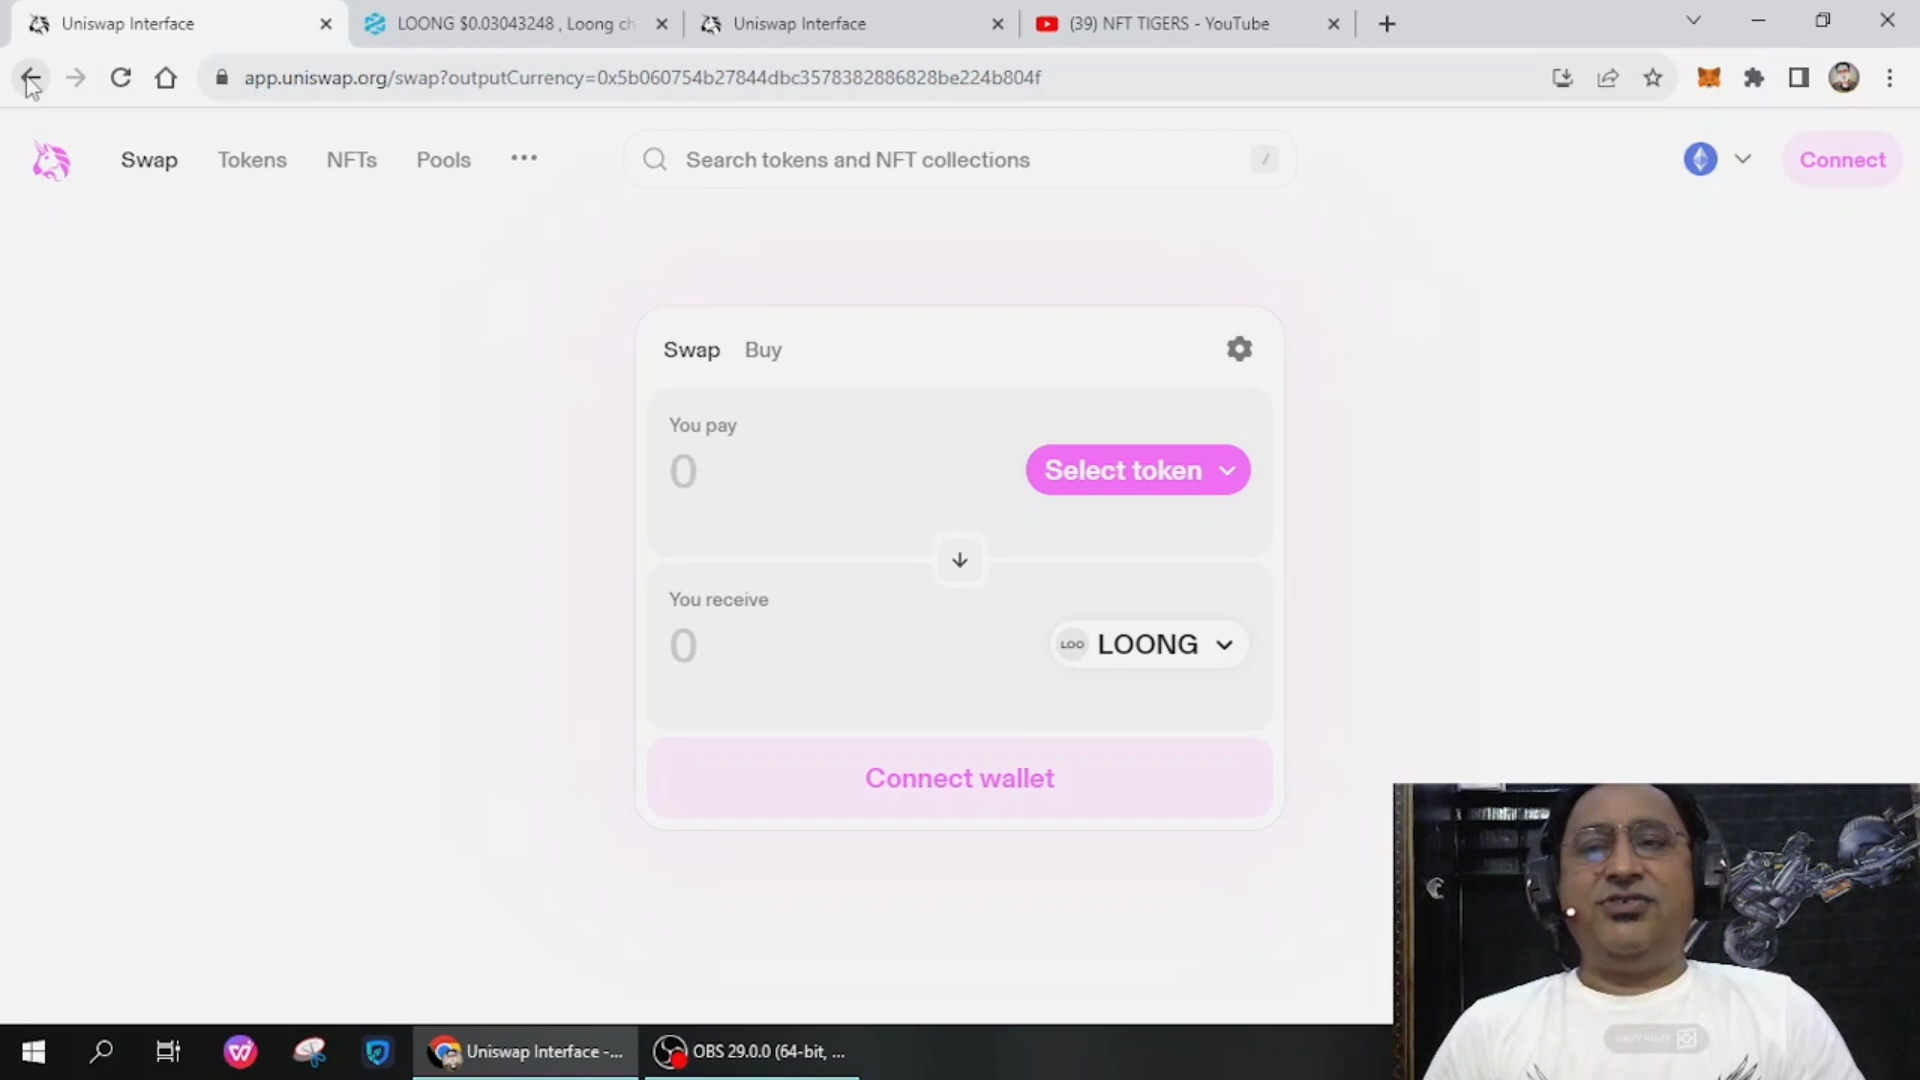 Uniswap Interface
LOONG $0.03043248 , Loong ch
Uniswap Interface
(39) NFT TIGERS - YouTube
app.uniswap.org/swap?outputCurrency=0x5b060754b27844dbc3578382886828be224b804f
Swap
Tokens
NFTs
Pools
Search tokens and NFT collections
/
Connect
Swap
Buy
You pay
0
Select token
You receive
0
LOO
LOONG
Connect wallet
Uniswap Interface -...
OBS 29.0.0 (64-bit, ...